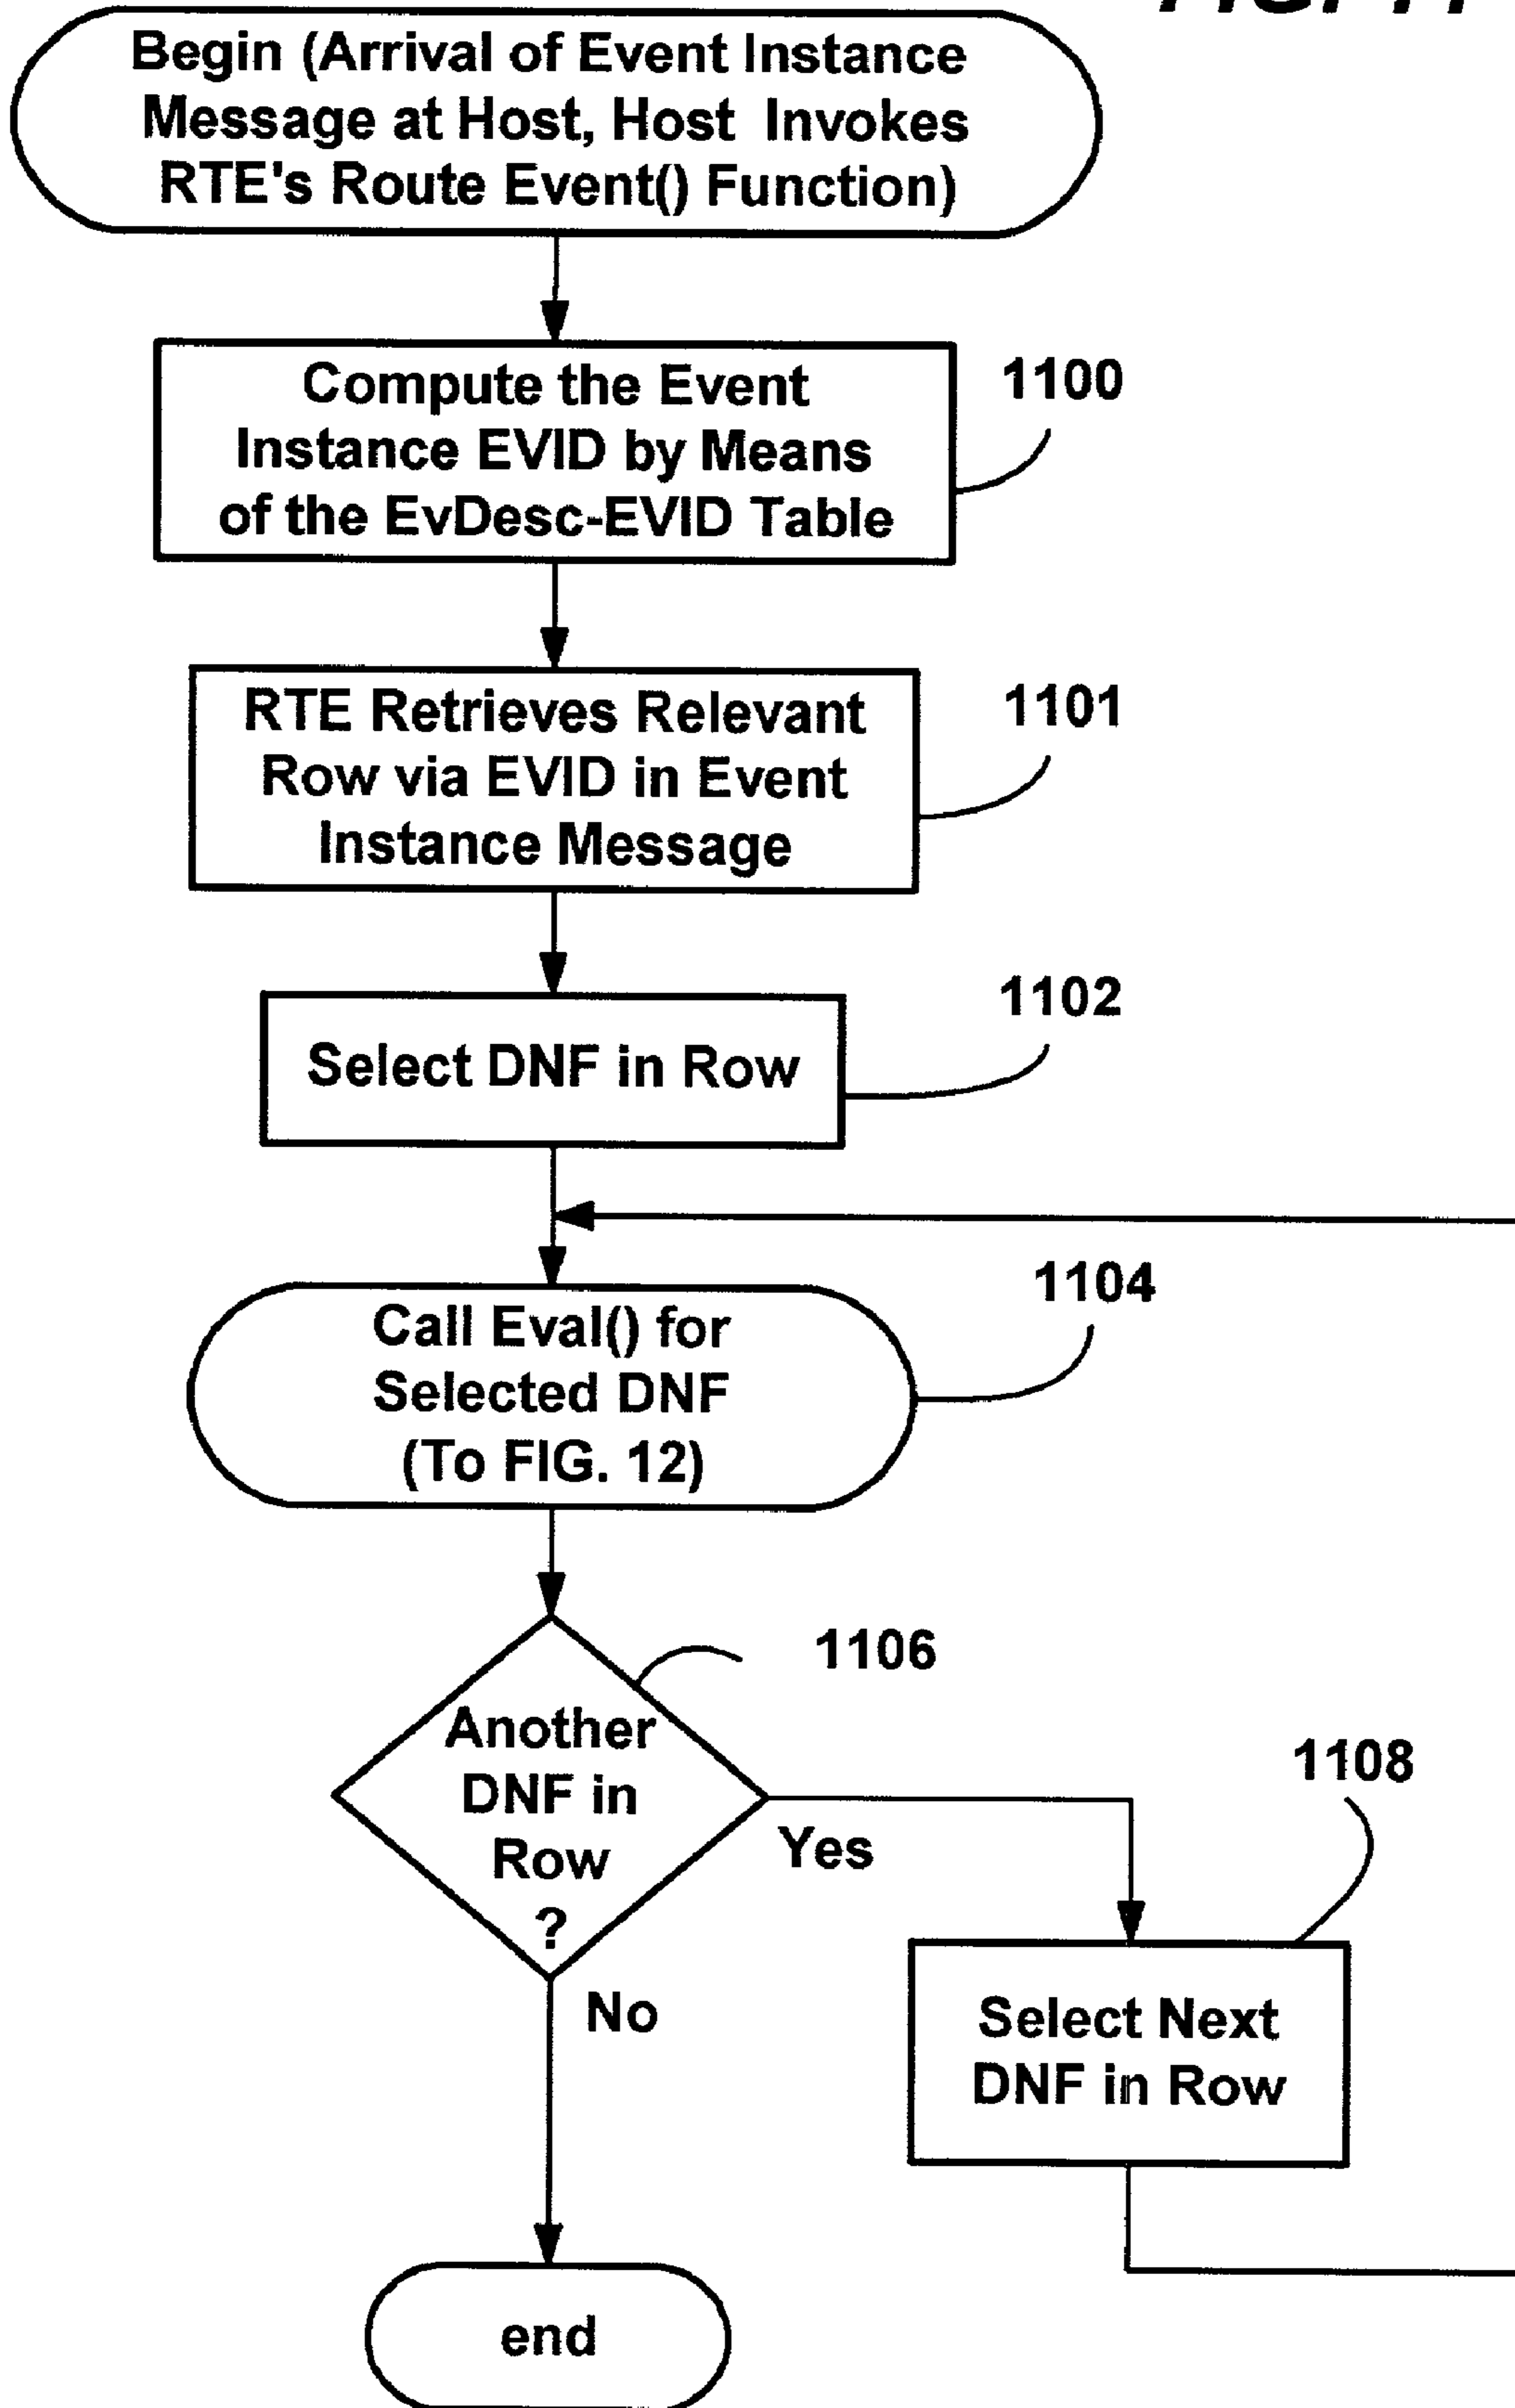 Begin (Arrival of Event Instance
Message at Host, Host Invokes
RTE's Route Event() Function)
Compute the Event
Instance EVID by Means
of the EvDesc-EVID Table
1100
RTE Retrieves Relevant
Row via EVID in Event
Instance Message
1101
Select DNF in Row
1102
Call Eval() for
Selected DNF
(To FIG. 12)
1104
Another
DNF in
Row
?
1106
Yes
No
1108
Select Next
DNF in Row
end